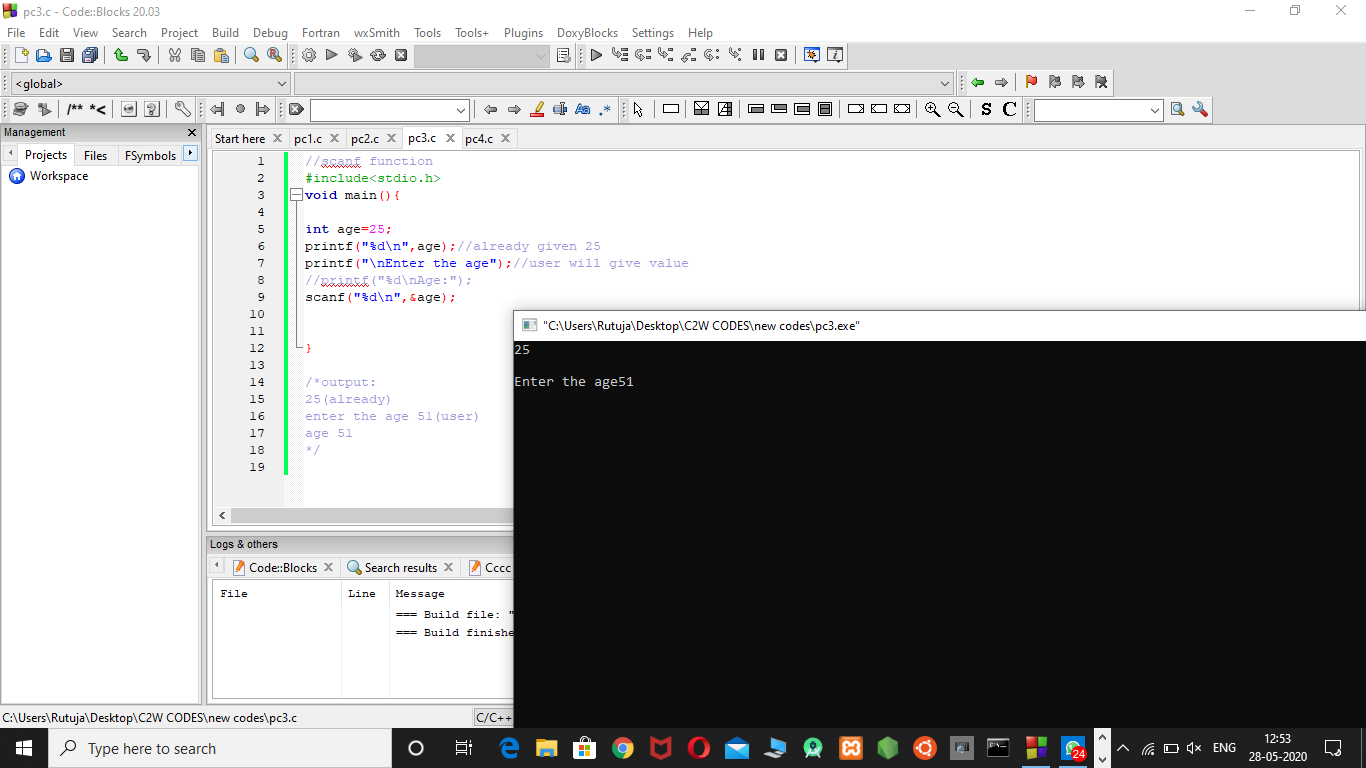 pc3.c - Code::Blocks 20.03
File Edit View Search Project Build Debug Fortran wxSmith Tools Tools+ Plugins DoxyBlocks Settings Help
<global>
/** *<
Aa .*
S C
Management
Projects Files FSymbols
Workspace
Start here pc1.c pc2.c pc3.c pc4.c
1 //scanf function
2 #include<stdio.h>
3 void main(){
4
5 int age=25;
6 printf("%d\n",age);//already given 25
7 printf("\nEnter the age");//user will give value
8 //printf("%d\nAge:");
9 scanf("%d\n",&age);
10
11
12 }
13
14 /*output:
15 25(already)
16 enter the age 51(user)
17 age 51
18 */
19
"C:\Users\Rutuja\Desktop\C2W CODES\new codes\pc3.exe"
25
Enter the age51
Logs & others
Code::Blocks Search results Cccc
File Line Message
=== Build file: "
=== Build finishe
C:\Users\Rutuja\Desktop\C2W CODES\new codes\pc3.c C/C++
Type here to search
24
ENG
12:53
28-05-2020